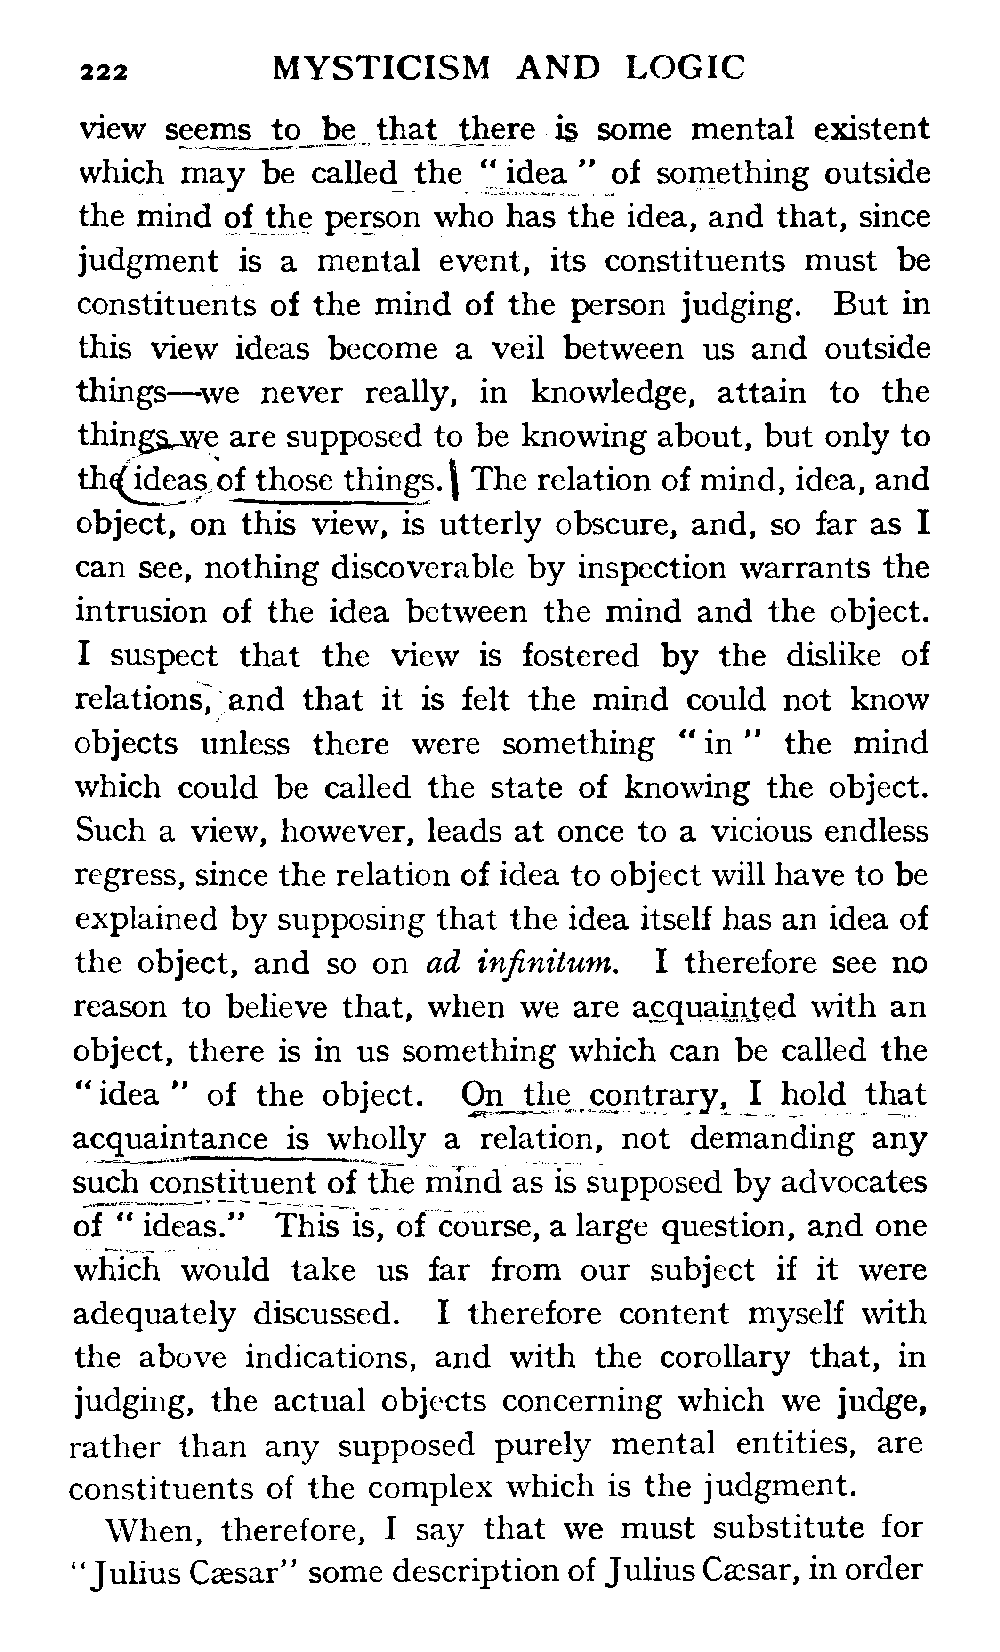 222 MYSTICISM AND LOGIC
view seems to be that there is some mental existent
which may be called the “ idea ” of something outside
the mind of the person who has the idea, and that, since
judgment is a mental event, its constituents must be
constituents of the mind of the person judging. But in
this view ideas become a veil between us and outside
things—we never really, in knowledge, attain to the
things we are supposed to be knowing about, but only to
the ideas of those things. The relation of mind, idea, and
object, on this view, is utterly obscure, and, so far as I
can see, nothing discoverable by inspection warrants the
intrusion of the idea between the mind and the object.
I suspect that the view is fostered by the dislike of
relations, and that it is felt the mind could not know
objects unless there were something “ in ” the mind
which could be called the state of knowing the object.
Such a view, however, leads at once to a vicious endless
regress, since the relation of idea to object will have to be
explained by supposing that the idea itself has an idea of
the object, and so on ad infinitum. I therefore see no
reason to believe that, when we are acquainted with an
object, there is in us something which can be called the
“ idea ” of the object. On the contrary, I hold that
acquaintance is wholly a relation, not demanding any
such constituent of the mind as is supposed by advocates
of “ ideas.” This is, of course, a large question, and one
which would take us far from our subject if it were
adequately discussed. I therefore content myself with
the above indications, and with the corollary that, in
judging, the actual objects concerning which we judge,
rather than any supposed purely mental entities, are
constituents of the complex which is the judgment.
When, therefore, I say that we must substitute for
“Julius Cæsar” some description of Julius Cæsar, in order